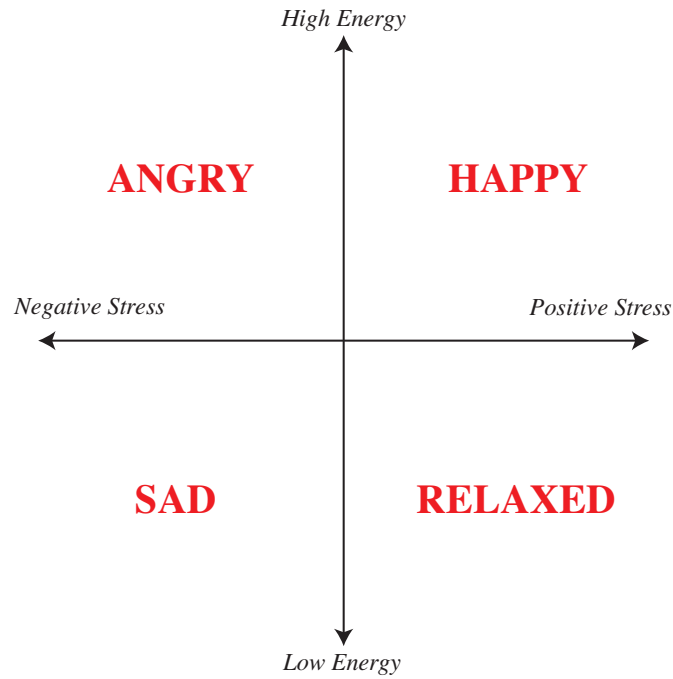 High Energy
ANGRY
HAPPY
Negative Stress
Positive Stress
SAD
RELAXED
Low Energy